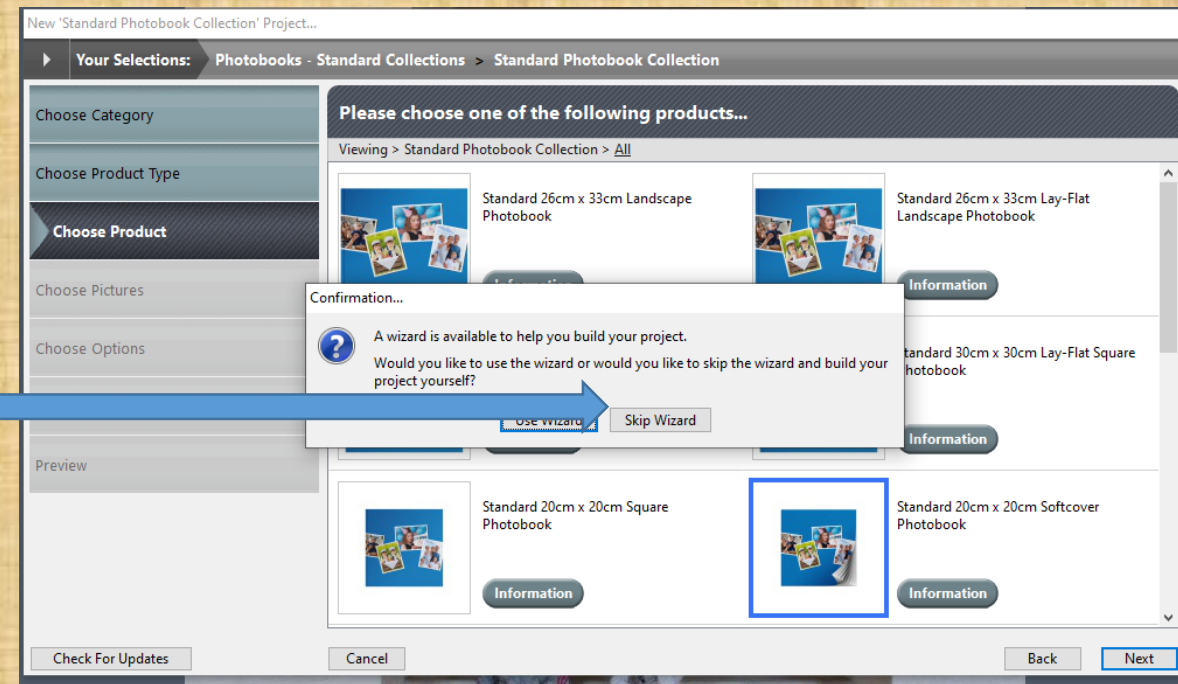 New 'Standard Photobook Collection' Project...
Your Selections:
Photobooks - Standard Collections > Standard Photobook Collection
Choose Category
Choose Product Type
Choose Product
Choose Pictures
Choose Options
Preview
Please choose one of the following products...
Viewing > Standard Photobook Collection > All
Standard 26cm x 33cm Landscape
Photobook
Standard 26cm x 33cm Lay-Flat
Landscape Photobook
Information
Confirmation...
A wizard is available to help you build your project.
Would you like to use the wizard or would you like to skip the wizard and build your
project yourself?
Use Wizard
Skip Wizard
30cm x 30cm Lay-Flat Square
Information
Standard 20cm x 20cm Square
Photobook
Information
Standard 20cm x 20cm Softcover
Photobook
Information
Check For Updates
Cancel
Back
Next